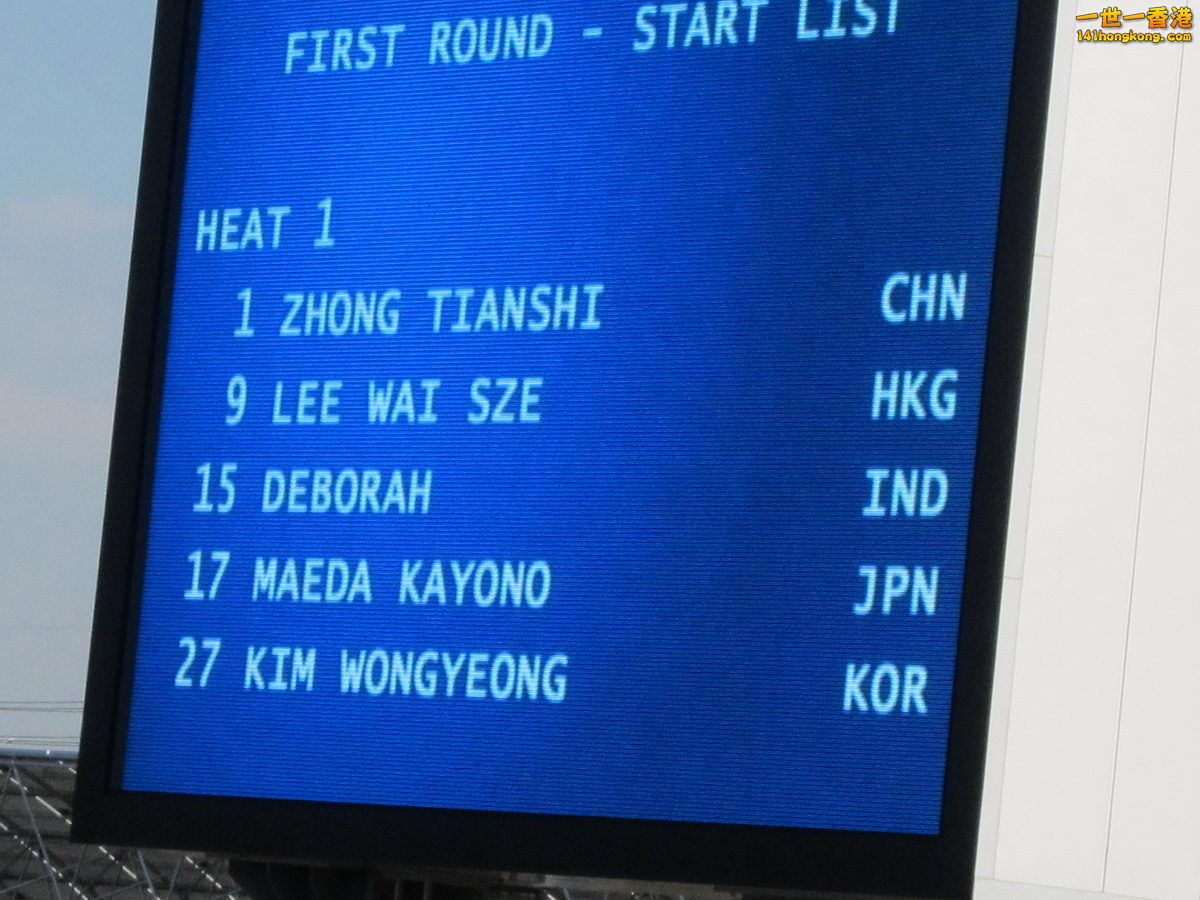 一世一香港
141hongkong.com
FIRST ROUND - START LIST
HEAT 1
1 ZHONG TIANSHI CHN
9 LEE WAI SZE HKG
15 DEBORAH IND
17 MAEDA KAYONO JPN
27 KIM WONGYEONG KOR